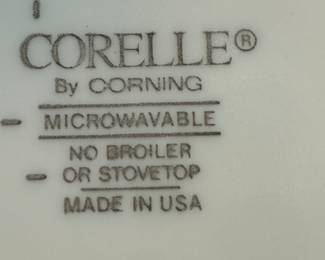 CORELLE®
By CORNING
MICROWAVABLE
NO BROILER
OR STOVETOP
MADE IN USA